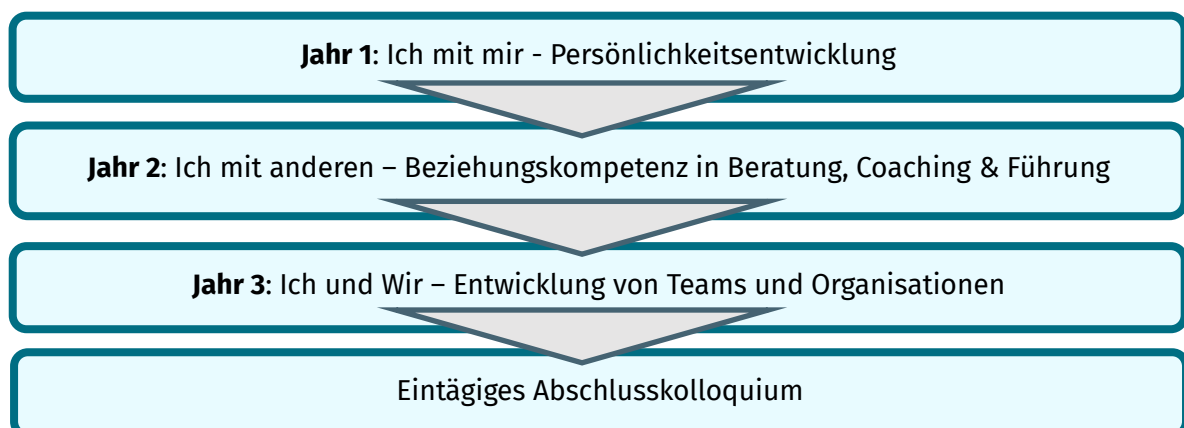 Jahr 1: Ich mit mir - Persönlichkeitsentwicklung
Jahr 2: Ich mit anderen – Beziehungskompetenz in Beratung, Coaching & Führung
Jahr 3: Ich und Wir – Entwicklung von Teams und Organisationen
Eintägiges Abschlusskolloquium